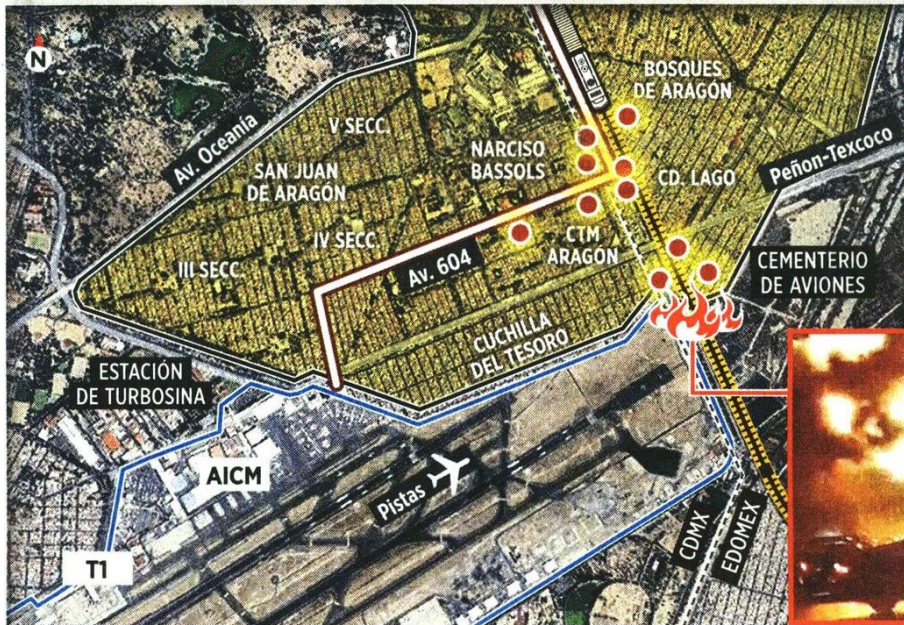 N
Av. Oceanía
V SECC.
SAN JUAN
DE ARAGÓN
IV SECC.
III SECC.
NARCISO
BASSOLS
BOSQUES
DE ARAGÓN
CD. LAGO
Peñon-Texcoco
CTM
ARAGÓN
Av. 604
CEMENTERIO
DE AVIONES
CUCHILLA
DEL TESORO
ESTACIÓN
DE TURBOSINA
AICM
Pistas
T1
CDMX
EDOMEX